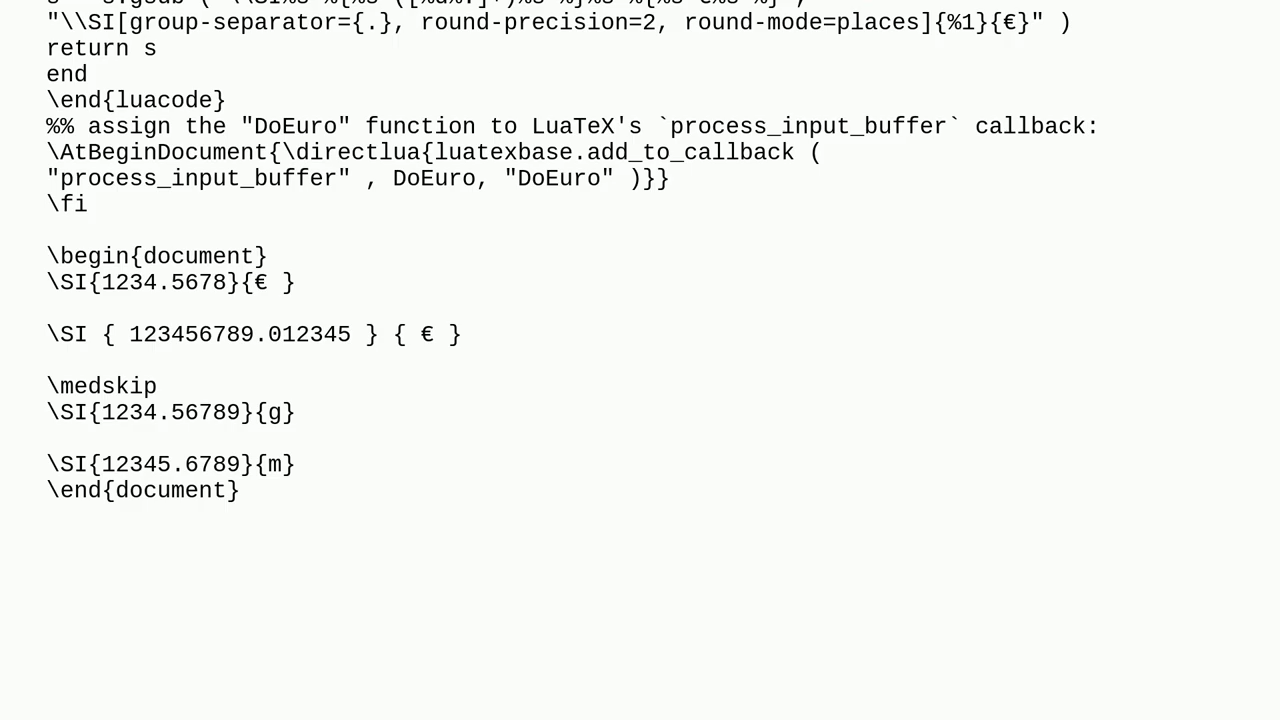 "\\SI[group-separator={.}, round-precision=2, round-mode=places]{%1}{€}" )
return s
end
\end{luacode}
%% assign the "DoEuro" function to LuaTeX's `process_input_buffer` callback:
\AtBeginDocument{\directlua{luatexbase.add_to_callback (
"process_input_buffer" , DoEuro, "DoEuro" )}}
\fi
\begin{document}
\SI{1234.5678}{€ }
\SI { 123456789.012345 } { € }
\medskip
\SI{1234.56789}{g}
\SI{12345.6789}{m}
\end{document}